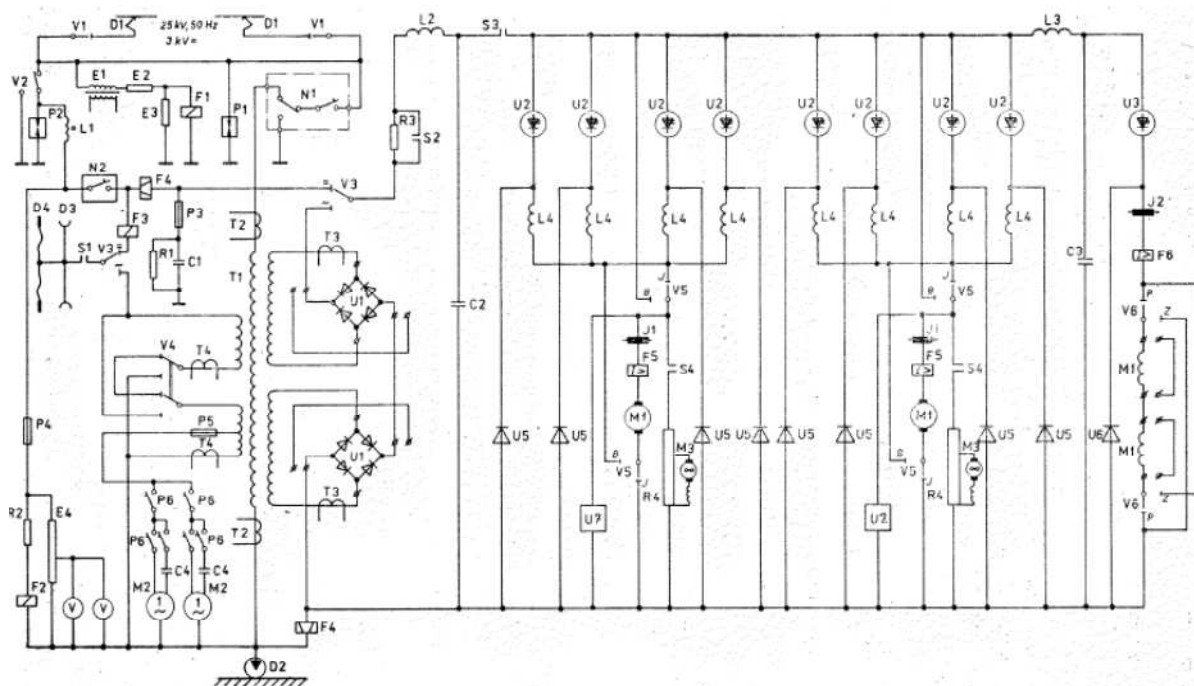 V1 D1 25 kV, 50 Hz D1 V1
3 kV =
L2 S3 L3
V2 E1 E2 N1
P2 L1 E3 F1 P1
R3 S2
U2 U2 U2 U2 U2 U2 U2 U2 U3
N2 F4 V3
D4 D3 F3 P3 T2
S1 V3 R1 C1 T1 T3
L4 L4 L4 L4 L4 L4 L4 L4 J2
C3 F6
U1 C2
B J V5 B J V5
J1 J1
F5 S4 F5 S4
P V6 Z
V4 T4
M1 M1 M1
P4 P5 T4 U1
U5 U5 M3 U5 U5 U5 U5 M3 U5 U5 U6 M1
B V5 J R4 B V5 J R4
V6 Z P
T3
P6 P6
R2 E4 P6 P6 T2
U7 U2
C4 C4
F2 M2 M2
V V 1~ 1~
F4
D2